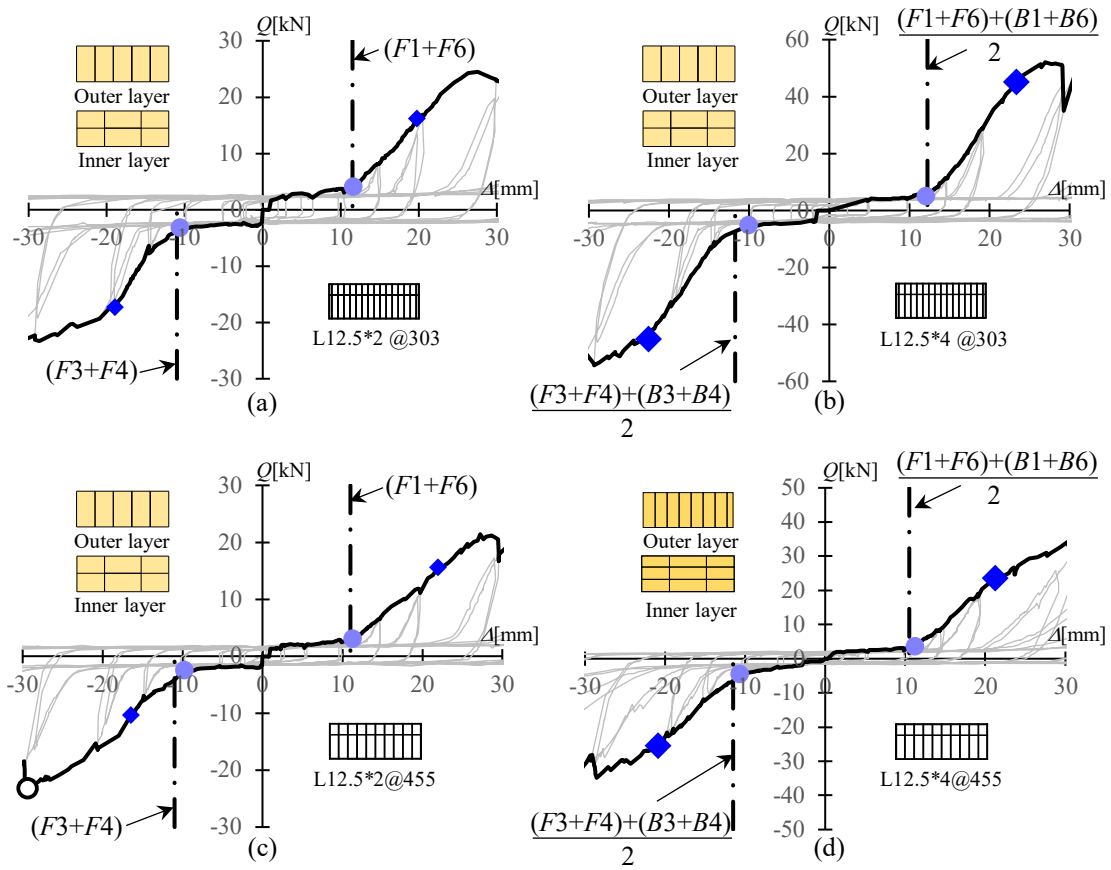 Q[kN]
30
(F1+F6)
20
10
Outer layer
Inner layer
Δ[mm]
-30 -20 -10 0 10 20 30
-10
-20
-30
L12.5*2 @303
(F3+F4)
(a)
Q[kN]
60
(F1+F6)+(B1+B6)
2
40
20
Outer layer
Inner layer
Δ[mm]
-30 -20 -10 0 10 20 30
-20
-40
-60
L12.5*4 @303
(F3+F4)+(B3+B4)
2
(b)
Q[kN]
30
(F1+F6)
20
10
Outer layer
Inner layer
Δ[mm]
-30 -20 -10 0 10 20 30
-10
-20
-30
L12.5*2@455
(F3+F4)
(c)
Q[kN]
50
(F1+F6)+(B1+B6)
2
40
30
20
10
Outer layer
Inner layer
Δ[mm]
-30 -20 -10 0 10 20 30
-10
-20
-30
-40
-50
L12.5*4@455
(F3+F4)+(B3+B4)
2
(d)